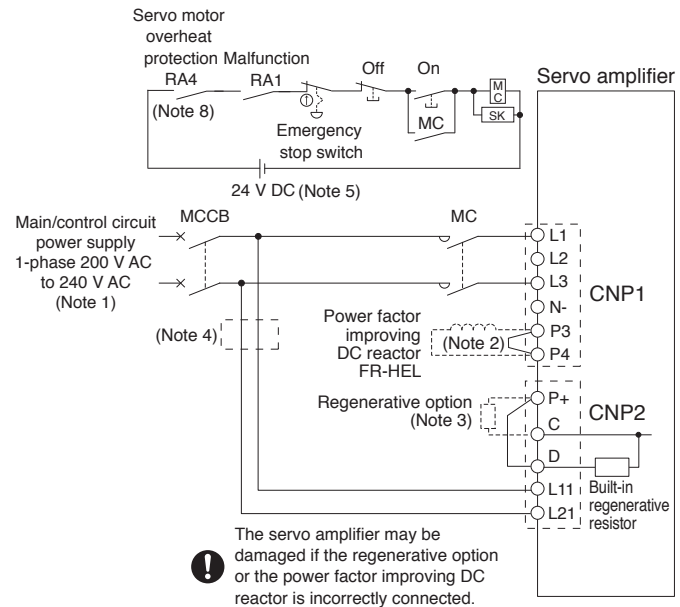 Servo motor
overheat
protection Malfunction
RA4 RA1 Off On
(Note 8)
MC
SK
MC
Emergency
stop switch
24 V DC (Note 5)
Servo amplifier
Main/control circuit
power supply
1-phase 200 V AC
to 240 V AC
(Note 1)
MCCB MC
(Note 4)
L1
L2
L3
N-
P3
P4
CNP1
Power factor
improving
DC reactor
FR-HEL
(Note 2)
Regenerative option
(Note 3)
P+
C
D
L11
L21
CNP2
Built-in
regenerative
resistor
The servo amplifier may be
damaged if the regenerative option
or the power factor improving DC
reactor is incorrectly connected.